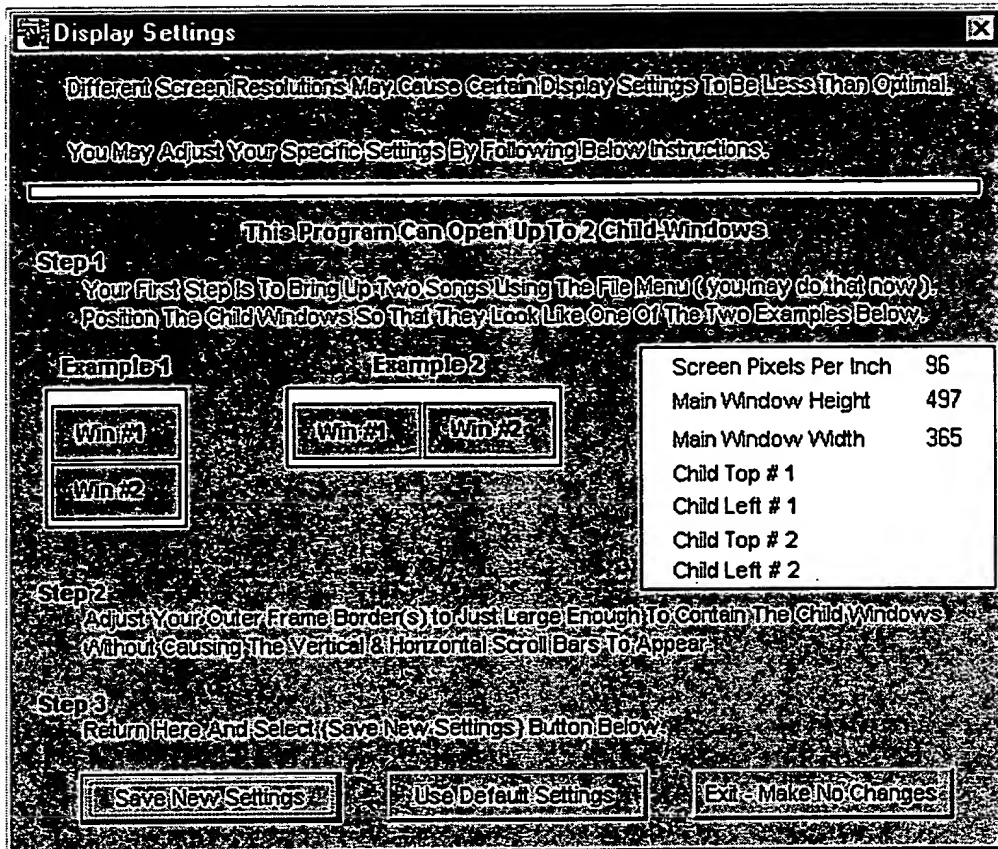 Display Settings
Different Screen Resolutions May Cause Certain Display Settings To Be Less Than Optimal.
You May Adjust Your Specific Settings By Following Below Instructions.
This Program Can Open Up To 2 Child Windows
Step 1
Your First Step Is To Bring Up Two Songs Using The File Menu ( you may do that now ).
Position The Child Windows So That They Look Like One Of The Two Examples Below.
Example 1
Win #1
Win #2
Example 2
Win #1 Win #2
Screen Pixels Per Inch 96
Main Window Height 497
Main Window Width 365
Child Top # 1
Child Left # 1
Child Top # 2
Child Left # 2
Step 2
Adjust Your Outer Frame Border(s) to Just Large Enough To Contain The Child Windows
Without Causing The Vertical & Horizontal Scroll Bars To Appear.
Step 3
Return Here And Select (Save New Settings) Button Below.
Save New Settings Use Default Settings Exit - Make No Changes